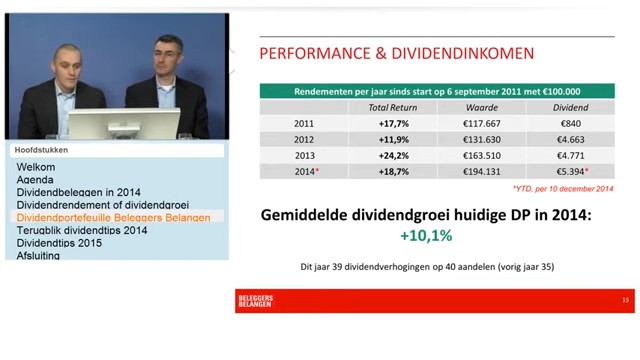 Hoofdstukken
Welkom
Agenda
Dividendbeleggen in 2014
Dividendrendement of dividendgroei
Dividendportefeuille Beleggers Belangen
Terugblik dividendtips 2014
Dividendtips 2015
Afsluiting
PERFORMANCE & DIVIDENDINKOMEN
Rendementen per jaar sinds start op 6 september 2011 met €100.000
Total Return Waarde Dividend
2011 +17,7% €117.667 €840
2012 +11,9% €131.630 €4.663
2013 +24,2% €163.510 €4.771
2014* +18,7% €194.131 €5.394*
*YTD, per 10 december 2014
Gemiddelde dividendgroei huidige DP in 2014:
+10,1%
Dit jaar 39 dividendverhogingen op 40 aandelen (vorig jaar 35)
BELEGGERS
BELANGEN
15